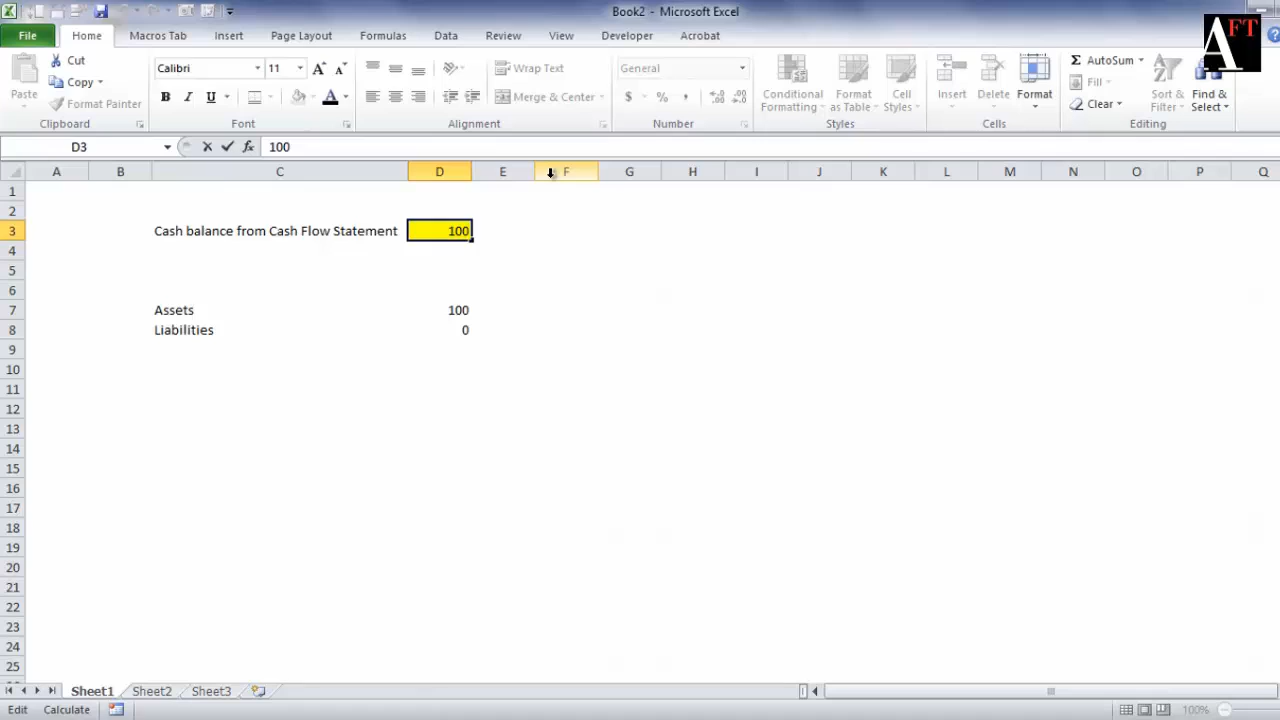 Book2 - Microsoft Excel
AFT
File Home Macros Tab Insert Page Layout Formulas Data Review View Developer Acrobat
Paste
Cut
Copy
Format Painter
Clipboard
Calibri 11
B I U
Font
Wrap Text
Merge & Center
Alignment
General
$ % ,
Number
Conditional Formatting
Format as Table
Cell Styles
Styles
Insert Delete Format
Cells
Σ AutoSum
Fill
Clear
Sort & Filter
Find & Select
Editing
D3 fx 100
A B C D E F G H I J K L M N O P Q
1
2
3 Cash balance from Cash Flow Statement 100
4
5
6
7 Assets 100
8 Liabilities 0
9
10
11
12
13
14
15
16
17
18
19
20
21
22
23
24
25
Sheet1 Sheet2 Sheet3
Edit Calculate 100%